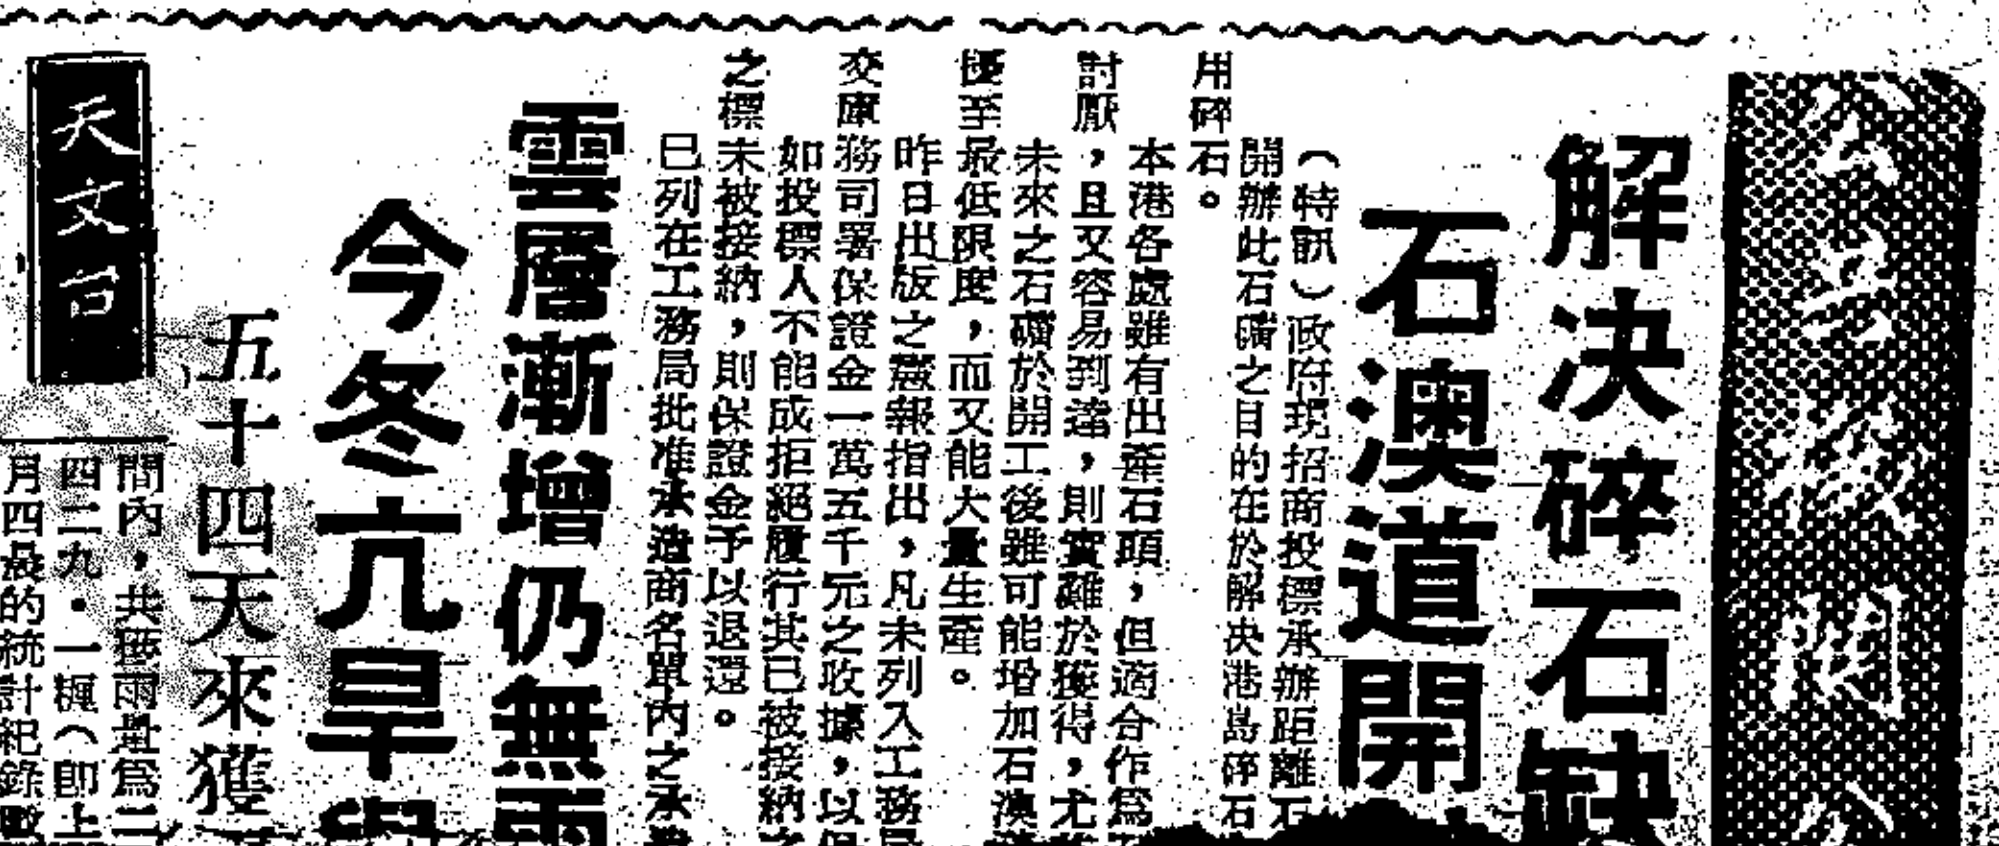 解決碎石缺
石澳道開
（特訊）政府現招商投標承辦距離石
開辦此石礦之目的在於解決港島碎石
用碎石。
本港各處雖有出產石頭，但適合作爲
討厭，且又容易到達，則實難於獲得，尤
未來之石礦於開工後雖可能增加石澳
擾至最低限度，而又能大量生產。
昨日出版之憲報指出，凡未列入工務局
交庫務司署保證金一萬五千元之收據，以保
如投標人不能成拒絕履行其已被接納之
之標未被接納，則保證金予以退還。
已列在工務局批准承造商名單內之承
雲層漸增仍無雨
今冬亢旱
五十四天來獲
天文台
間內，共錄雨量爲二
四二九．一糎（即上
月四晨的統計紀錄